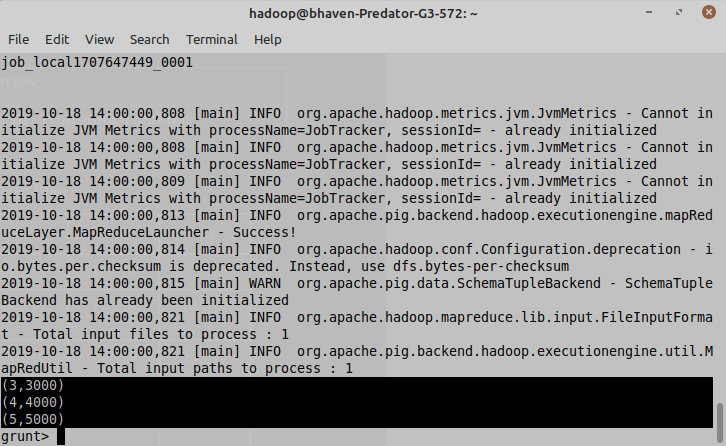 hadoop@bhaven-Predator-G3-572: ~
File Edit View Search Terminal Help
job_local1707647449_0001
2019-10-18 14:00:00,808 [main] INFO  org.apache.hadoop.metrics.jvm.JvmMetrics - Cannot in
itialize JVM Metrics with processName=JobTracker, sessionId= - already initialized
2019-10-18 14:00:00,808 [main] INFO  org.apache.hadoop.metrics.jvm.JvmMetrics - Cannot in
itialize JVM Metrics with processName=JobTracker, sessionId= - already initialized
2019-10-18 14:00:00,809 [main] INFO  org.apache.hadoop.metrics.jvm.JvmMetrics - Cannot in
itialize JVM Metrics with processName=JobTracker, sessionId= - already initialized
2019-10-18 14:00:00,813 [main] INFO  org.apache.pig.backend.hadoop.executionengine.mapRed
uceLayer.MapReduceLauncher - Success!
2019-10-18 14:00:00,814 [main] INFO  org.apache.hadoop.conf.Configuration.deprecation - i
o.bytes.per.checksum is deprecated. Instead, use dfs.bytes-per-checksum
2019-10-18 14:00:00,815 [main] WARN  org.apache.pig.data.SchemaTupleBackend - SchemaTuple
Backend has already been initialized
2019-10-18 14:00:00,821 [main] INFO  org.apache.hadoop.mapreduce.lib.input.FileInputForma
t - Total input files to process : 1
2019-10-18 14:00:00,821 [main] INFO  org.apache.pig.backend.hadoop.executionengine.util.M
apRedUtil - Total input paths to process : 1
(3,3000)
(4,4000)
(5,5000)
grunt>